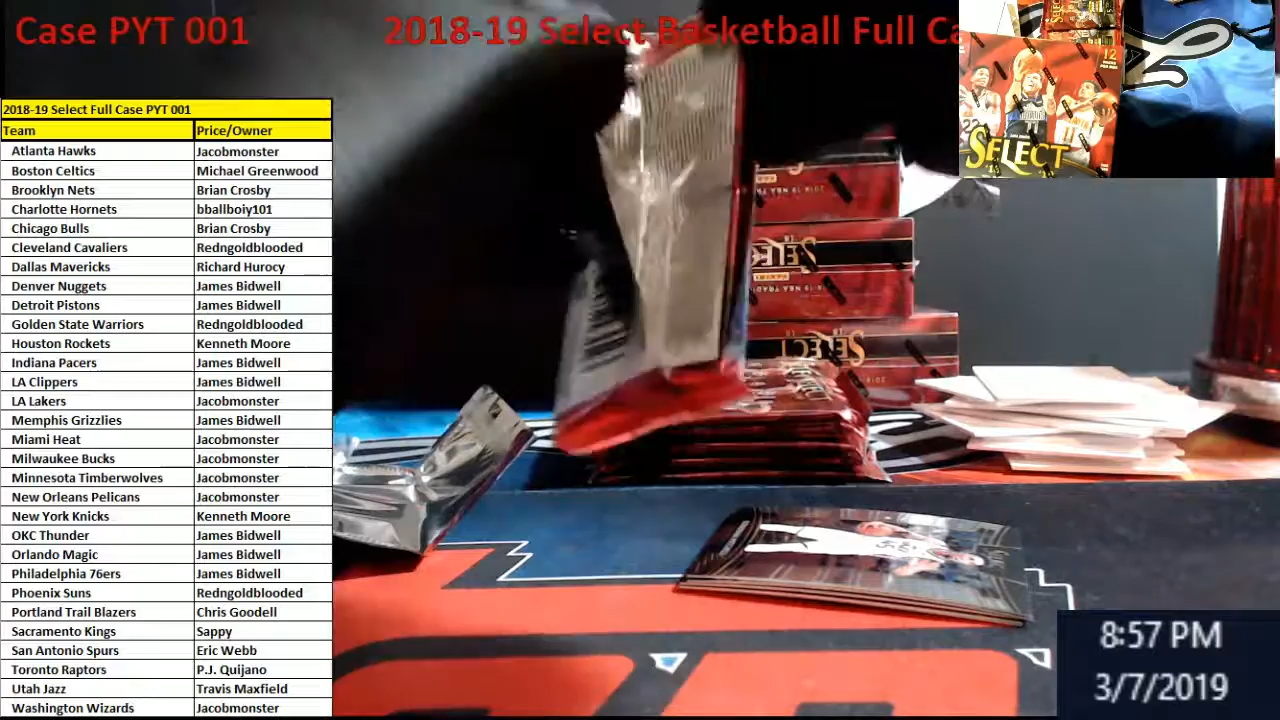 Case PYT 001
2018-19 Select Basketball Full Ca
2018-19 Select Full Case PYT 001
Team Price/Owner
Atlanta Hawks Jacobmonster
Boston Celtics Michael Greenwood
Brooklyn Nets Brian Crosby
Charlotte Hornets bballboiy101
Chicago Bulls Brian Crosby
Cleveland Cavaliers Redngoldblooded
Dallas Mavericks Richard Hurocy
Denver Nuggets James Bidwell
Detroit Pistons James Bidwell
Golden State Warriors Redngoldblooded
Houston Rockets Kenneth Moore
Indiana Pacers James Bidwell
LA Clippers James Bidwell
LA Lakers Jacobmonster
Memphis Grizzlies James Bidwell
Miami Heat Jacobmonster
Milwaukee Bucks Jacobmonster
Minnesota Timberwolves Jacobmonster
New Orleans Pelicans Jacobmonster
New York Knicks Kenneth Moore
OKC Thunder James Bidwell
Orlando Magic James Bidwell
Philadelphia 76ers James Bidwell
Phoenix Suns Redngoldblooded
Portland Trail Blazers Chris Goodell
Sacramento Kings Sappy
San Antonio Spurs Eric Webb
Toronto Raptors P.J. Quijano
Utah Jazz Travis Maxfield
Washington Wizards Jacobmonster
12
SELECT
SELECT
SELECT
8:57 PM
3/7/2019